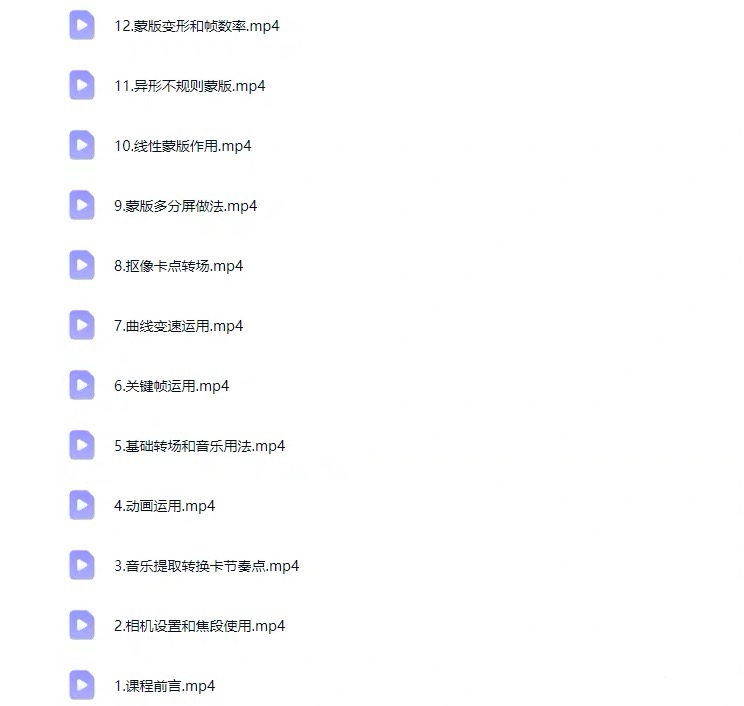 12.蒙版变形和帧数率.mp4
11.异形不规则蒙版.mp4
10.线性蒙版作用.mp4
9.蒙版多分屏做法.mp4
8.抠像卡点转场.mp4
7.曲线变速运用.mp4
6.关键帧运用.mp4
5.基础转场和音乐用法.mp4
4.动画运用.mp4
3.音乐提取转换卡节奏点.mp4
2.相机设置和焦段使用.mp4
1.课程前言.mp4